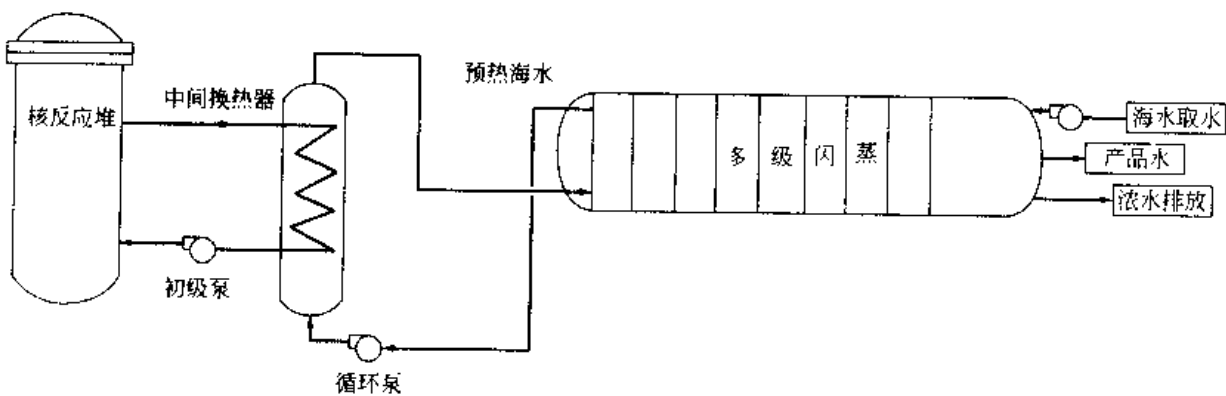 核反应堆
中间换热器
初级泵
循环泵
预热海水
多级闪蒸
海水取水
产品水
浓水排放